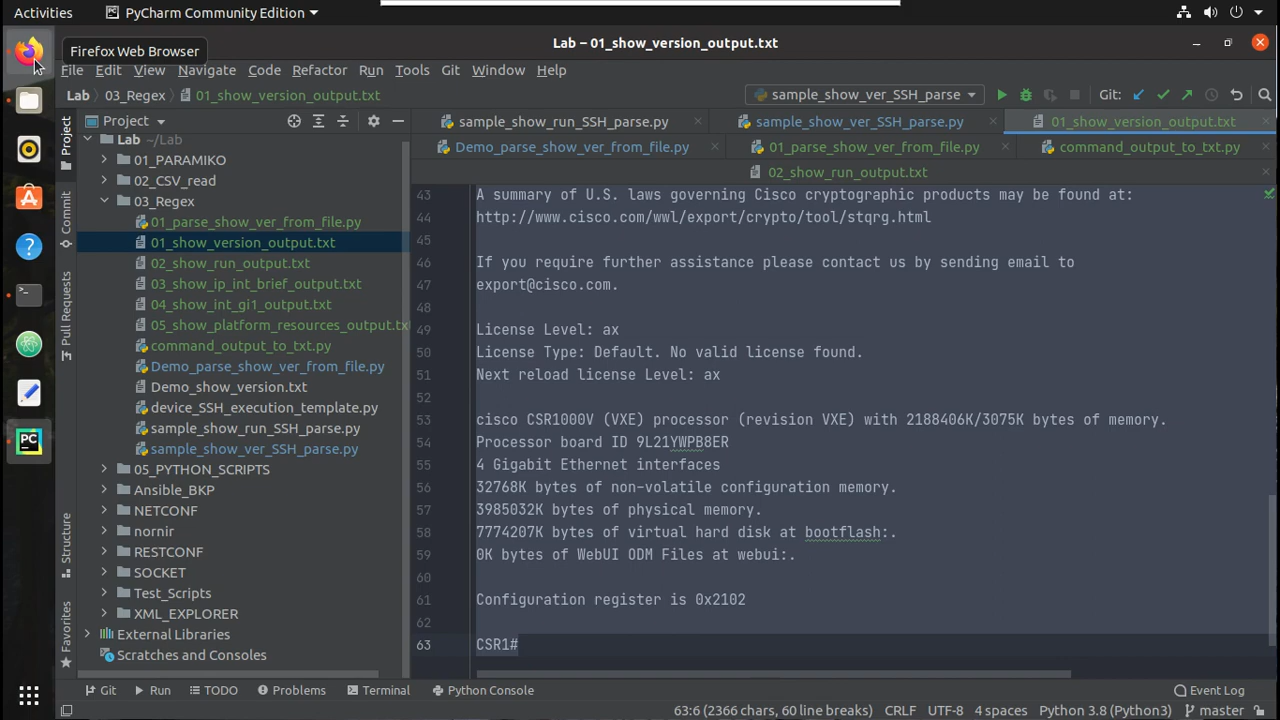 Activities
PyCharm Community Edition
Lab – 01_show_version_output.txt
Firefox Web Browser
File Edit View Navigate Code Refactor Run Tools Git Window Help
Lab 03_Regex 01_show_version_output.txt
sample_show_ver_SSH_parse
Git:
Project
sample_show_run_SSH_parse.py
sample_show_ver_SSH_parse.py
01_show_version_output.txt
Demo_parse_show_ver_from_file.py
01_parse_show_ver_from_file.py
command_output_to_txt.py
02_show_run_output.txt
Project
Commit
Pull Requests
Structure
Favorites
Lab ~/Lab
01_PARAMIKO
02_CSV_read
03_Regex
01_parse_show_ver_from_file.py
01_show_version_output.txt
02_show_run_output.txt
03_show_ip_int_brief_output.txt
04_show_int_gi1_output.txt
05_show_platform_resources_output.txt
command_output_to_txt.py
Demo_parse_show_ver_from_file.py
Demo_show_version.txt
device_SSH_execution_template.py
sample_show_run_SSH_parse.py
sample_show_ver_SSH_parse.py
05_PYTHON_SCRIPTS
Ansible_BKP
NETCONF
nornir
RESTCONF
SOCKET
Test_Scripts
XML_EXPLORER
External Libraries
Scratches and Consoles
43 A summary of U.S. laws governing Cisco cryptographic products may be found at:
44 http://www.cisco.com/wwl/export/crypto/tool/stqrg.html
45
46 If you require further assistance please contact us by sending email to
47 export@cisco.com.
48
49 License Level: ax
50 License Type: Default. No valid license found.
51 Next reload license Level: ax
52
53 cisco CSR1000V (VXE) processor (revision VXE) with 2188406K/3075K bytes of memory.
54 Processor board ID 9L21YWPB8ER
55 4 Gigabit Ethernet interfaces
56 32768K bytes of non-volatile configuration memory.
57 3985032K bytes of physical memory.
58 7774207K bytes of virtual hard disk at bootflash:.
59 0K bytes of WebUI ODM Files at webui:.
60
61 Configuration register is 0x2102
62
63 CSR1#
PC
Git Run TODO Problems Terminal Python Console Event Log
63:6 (2366 chars, 60 line breaks) CRLF UTF-8 4 spaces Python 3.8 (Python3) master